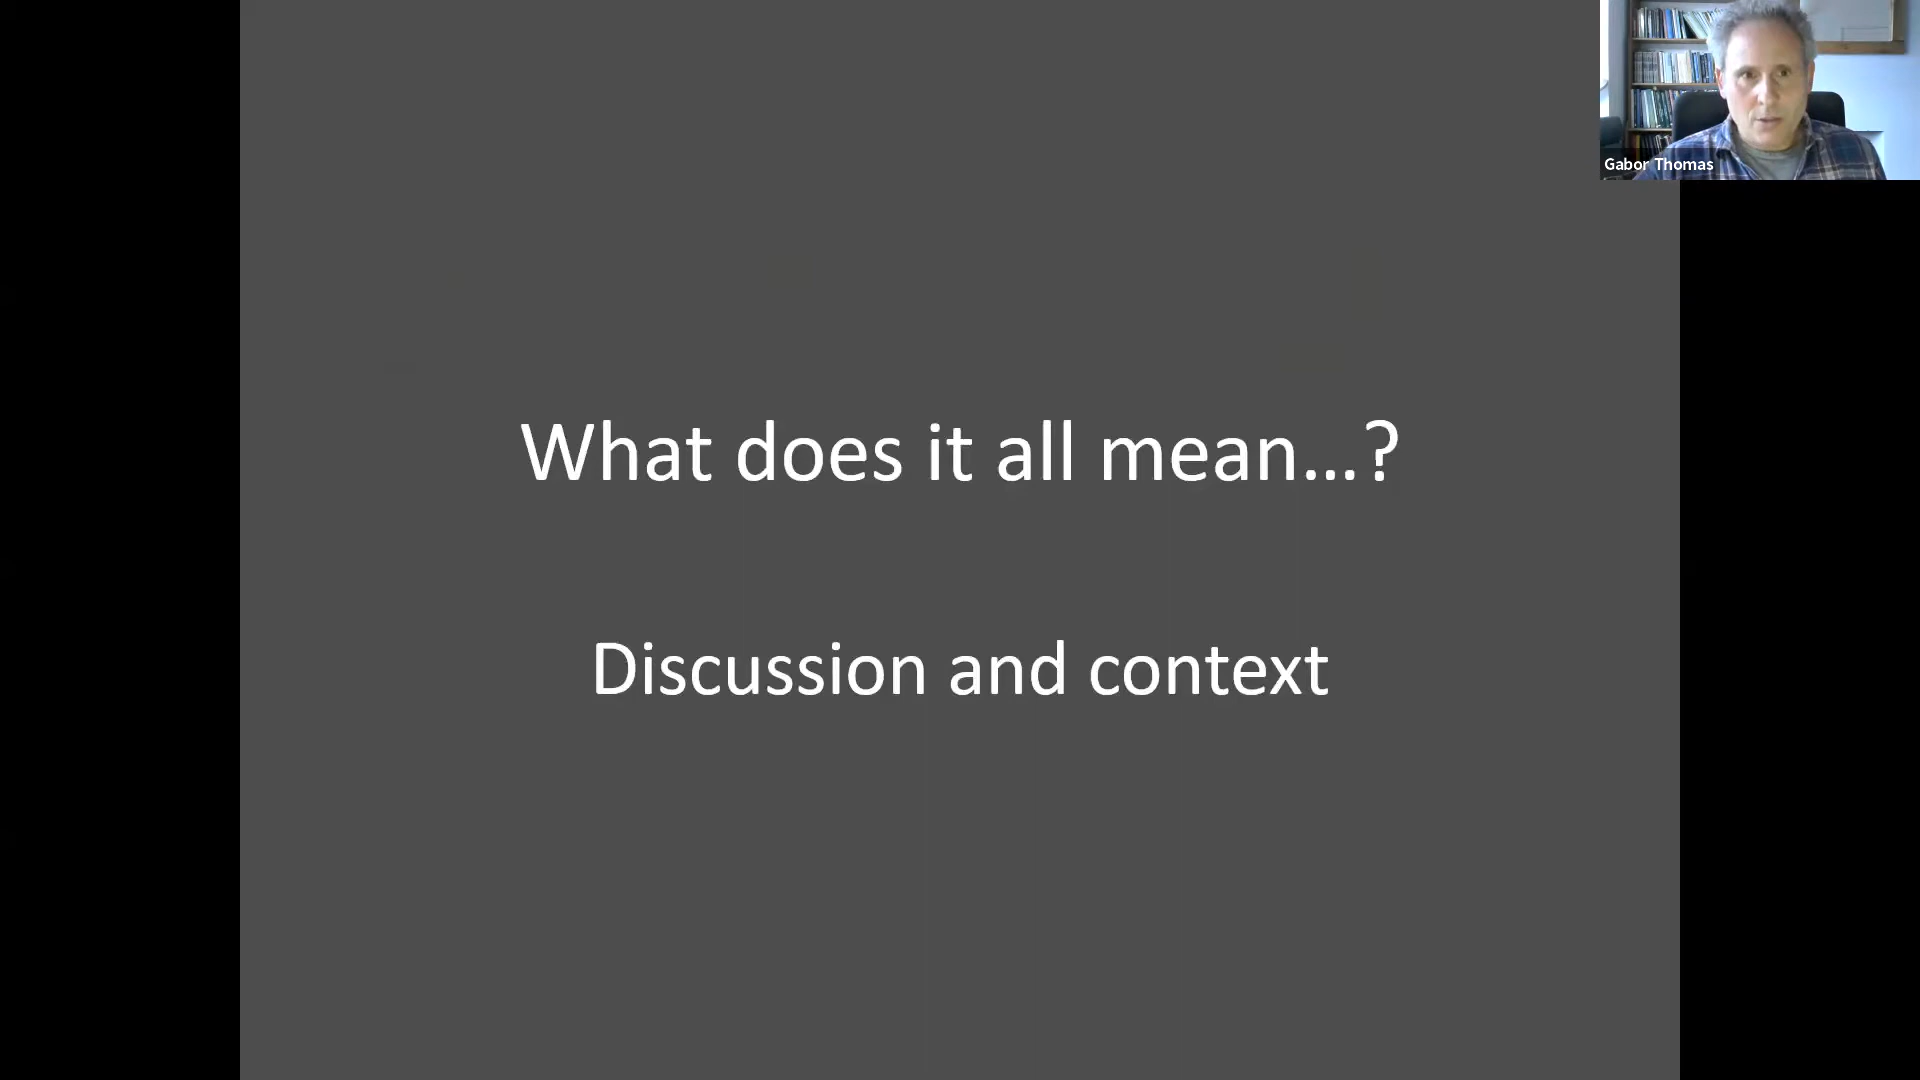 Gabor Thomas
What does it all mean...?
Discussion and context